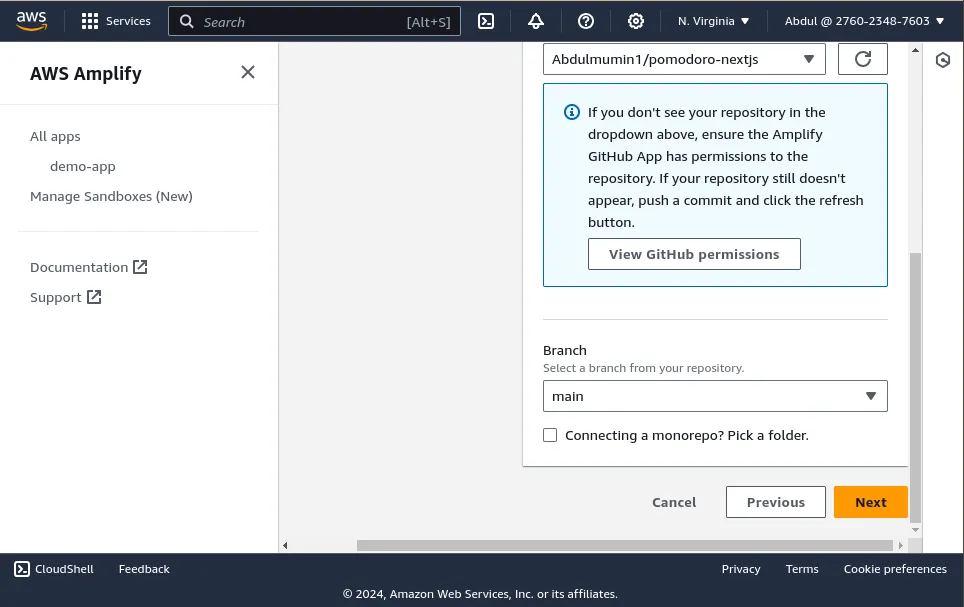 aws
Services
Search [Alt+S]
N. Virginia
Abdul @ 2760-2348-7603
AWS Amplify
All apps
demo-app
Manage Sandboxes (New)
Documentation
Support
Abdulmumin1/pomodoro-nextjs
If you don't see your repository in the
dropdown above, ensure the Amplify
GitHub App has permissions to the
repository. If your repository still doesn't
appear, push a commit and click the refresh
button.
View GitHub permissions
Branch
Select a branch from your repository.
main
Connecting a monorepo? Pick a folder.
Cancel
Previous
Next
CloudShell
Feedback
Privacy
Terms
Cookie preferences
© 2024, Amazon Web Services, Inc. or its affiliates.